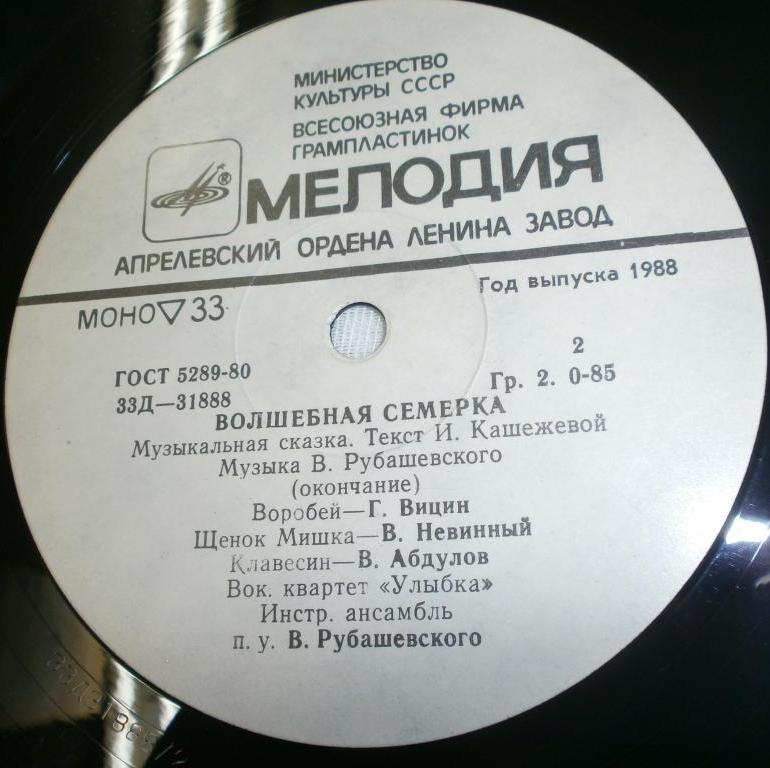 МИНИСТЕРСТВО
КУЛЬТУРЫ СССР
ВСЕСОЮЗНАЯ ФИРМА
ГРАМПЛАСТИНОК
®
МЕЛОДИЯ
АПРЕЛЕВСКИЙ ОРДЕНА ЛЕНИНА ЗАВОД
Год выпуска 1988
МОНО ▽ 33
2
ГОСТ 5289-80
Гр. 2. 0-85
33Д—31888
ВОЛШЕБНАЯ СЕМЕРКА
Музыкальная сказка. Текст И. Кашежевой
Музыка В. Рубашевского
(окончание)
Воробей—Г. Вицин
Щенок Мишка—В. Невинный
Клавесин—В. Абдулов
Вок. квартет «Улыбка»
Инстр. ансамбль
п. у. В. Рубашевского